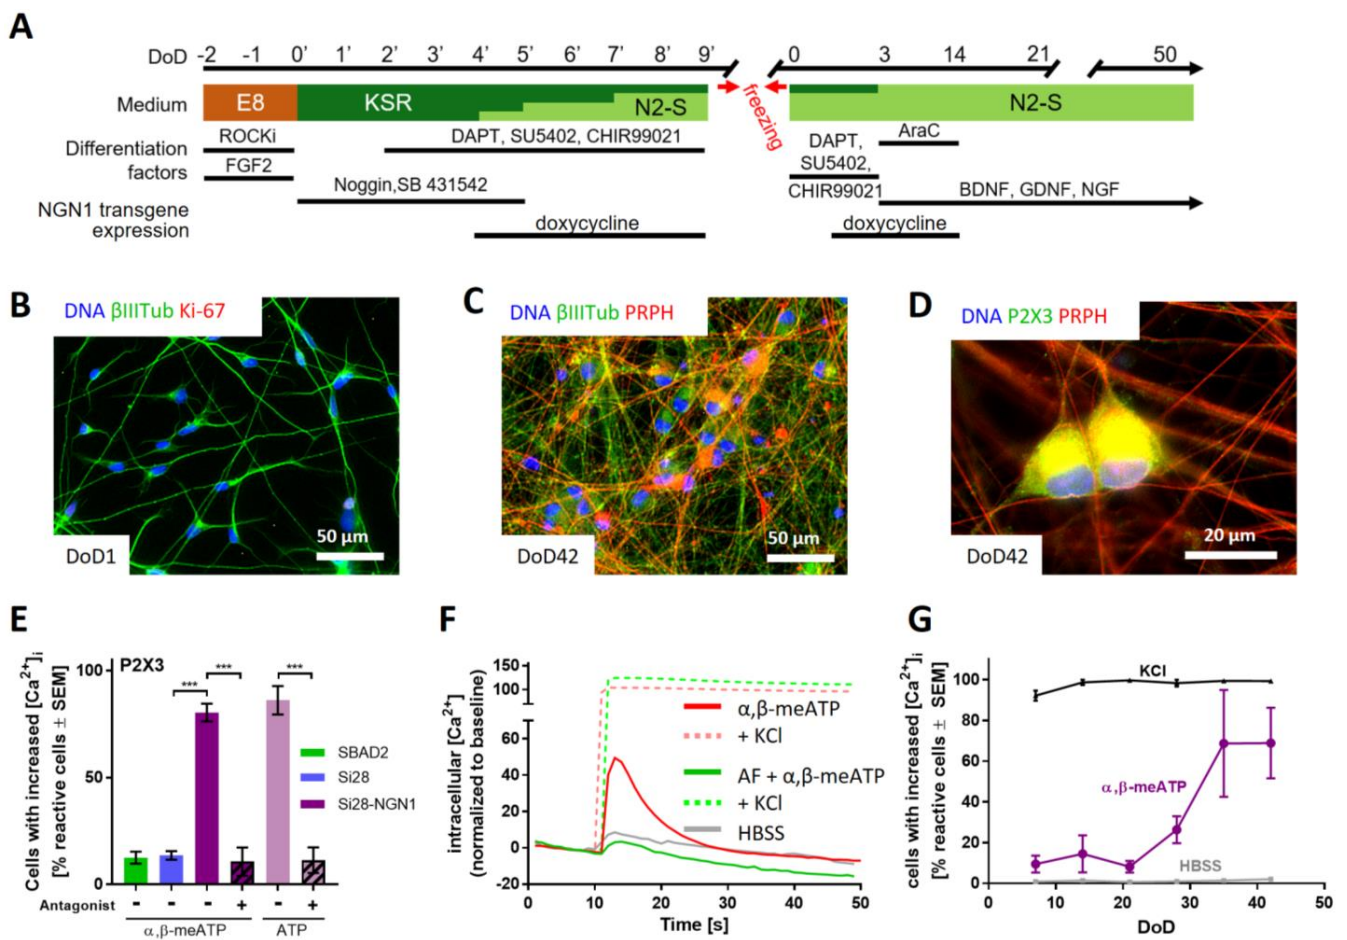 A
DoD -2 -1 0' 1' 2' 3' 4' 5' 6' 7' 8' 9' 0 3 14 21 50
Medium E8 KSR N2-S freezing N2-S
Differentiation
factors
ROCKi
FGF2
DAPT, SU5402, CHIR99021
Noggin,SB 431542
DAPT,
SU5402,
CHIR99021
AraC
BDNF, GDNF, NGF
NGN1 transgene
expression
doxycycline
doxycycline
B
DNA βIIITub Ki-67
50 µm
DoD1
C
DNA βIIITub PRPH
50 µm
DoD42
D
DNA P2X3 PRPH
20 µm
DoD42
E
Cells with increased [Ca²⁺]i
[% reactive cells ± SEM]
P2X3
100
50
0
***
***
***
SBAD2
Si28
Si28-NGN1
Antagonist - - - + - +
α,β-meATP ATP
F
intracellular [Ca²⁺]
(normalized to baseline)
150
100
60
40
20
0
-20
0 10 20 30 40 50
Time [s]
α,β-meATP
+ KCl
AF + α,β-meATP
+ KCl
HBSS
G
cells with increased [Ca²⁺]i
[% reactive cells ± SEM]
100
80
60
40
20
0
KCl
α,β-meATP
HBSS
0 10 20 30 40 50
DoD